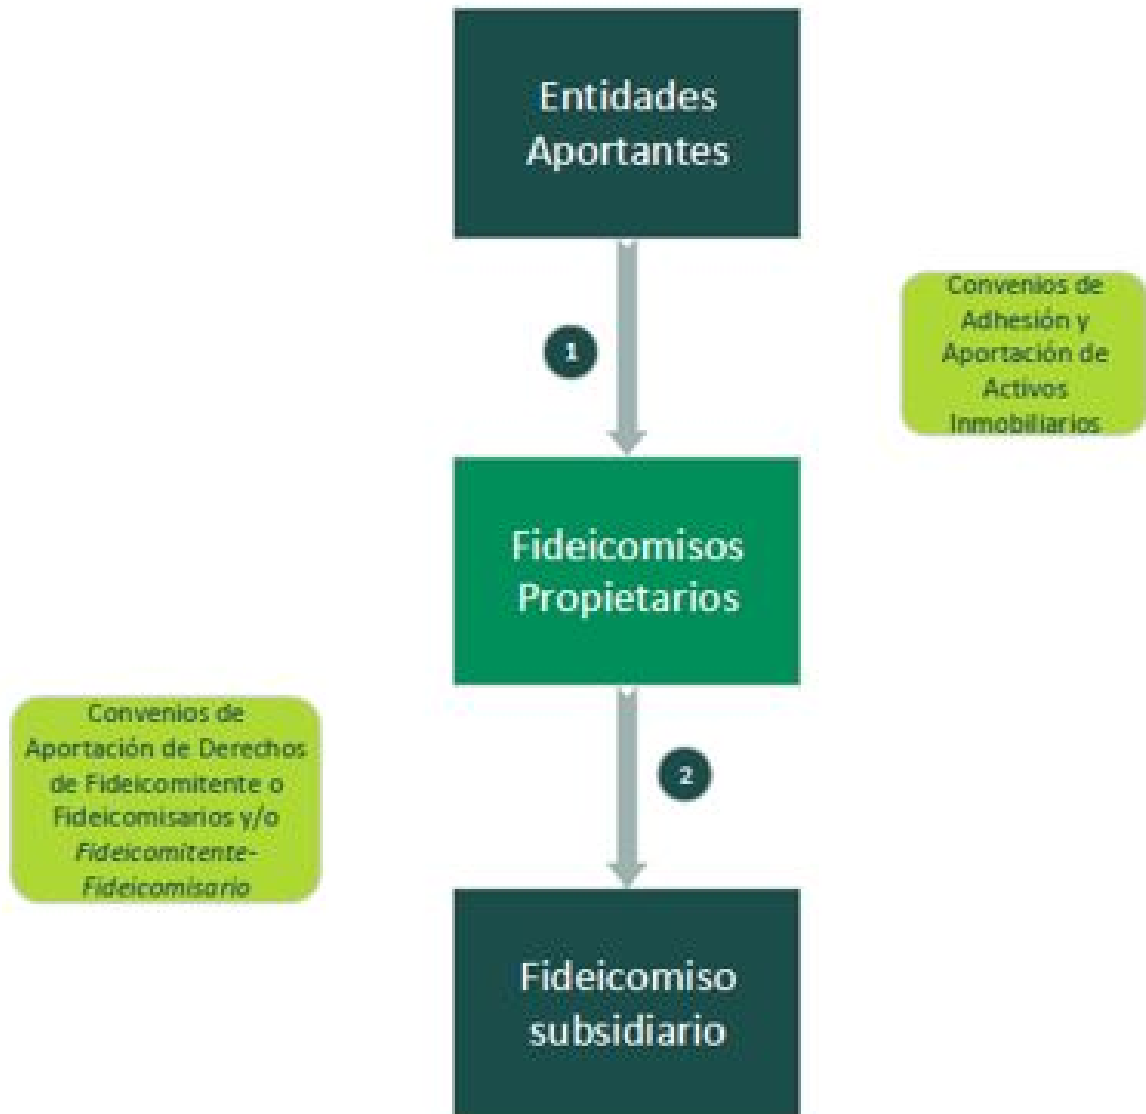 Entidades
Aportantes
Convenios de
Adhesión y
Aportación de
Activos
Inmobiliarios
1
Fideicomisos
Propietarios
Convenios de
Aportación de Derechos
de Fideicomitente o
Fideicomisarios y/o
Fideicomitente-
Fideicomisario
2
Fideicomiso
subsidiario